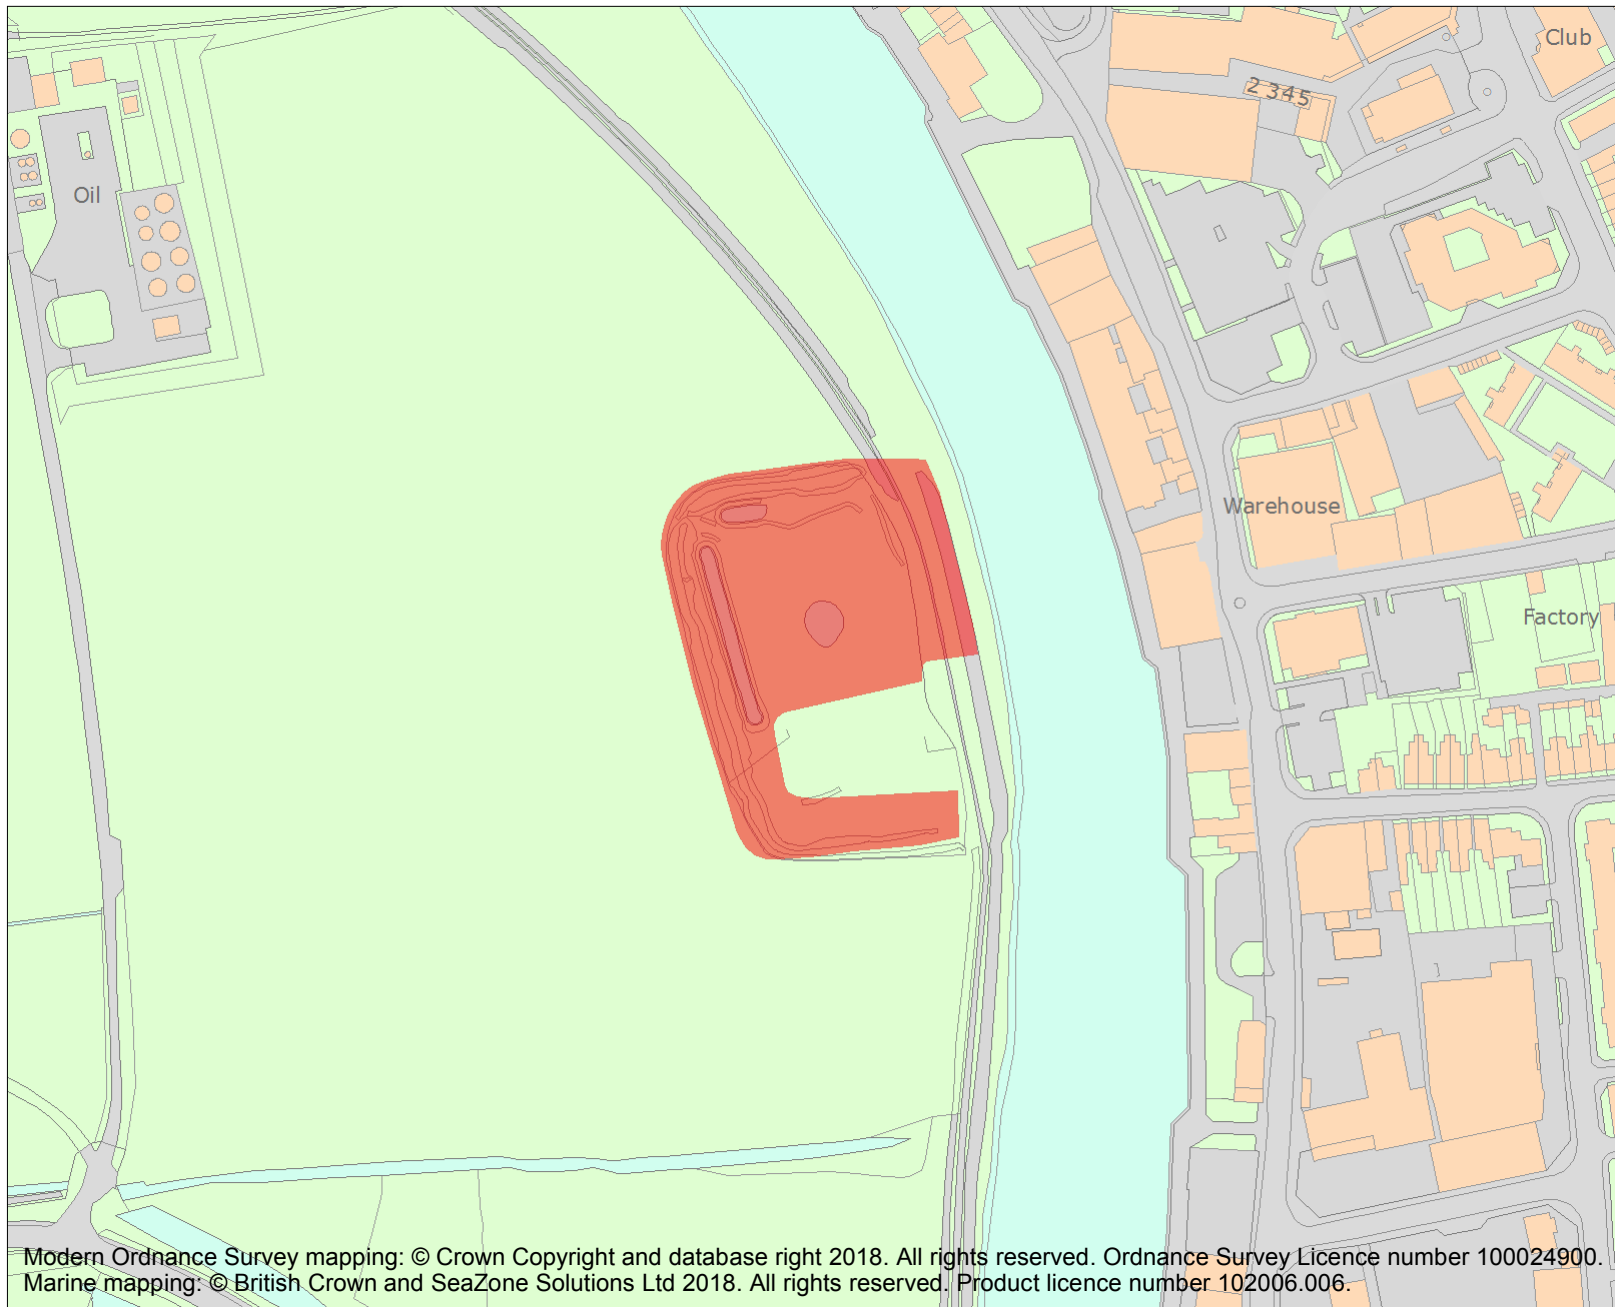 Club
2 345
Oil
Warehouse
Factory
Modern Ordnance Survey mapping: © Crown Copyright and database right 2018. All rights reserved. Ordnance Survey Licence number 100024900.
Marine mapping: © British Crown and SeaZone Solutions Ltd 2018. All rights reserved. Product licence number 102006.006.